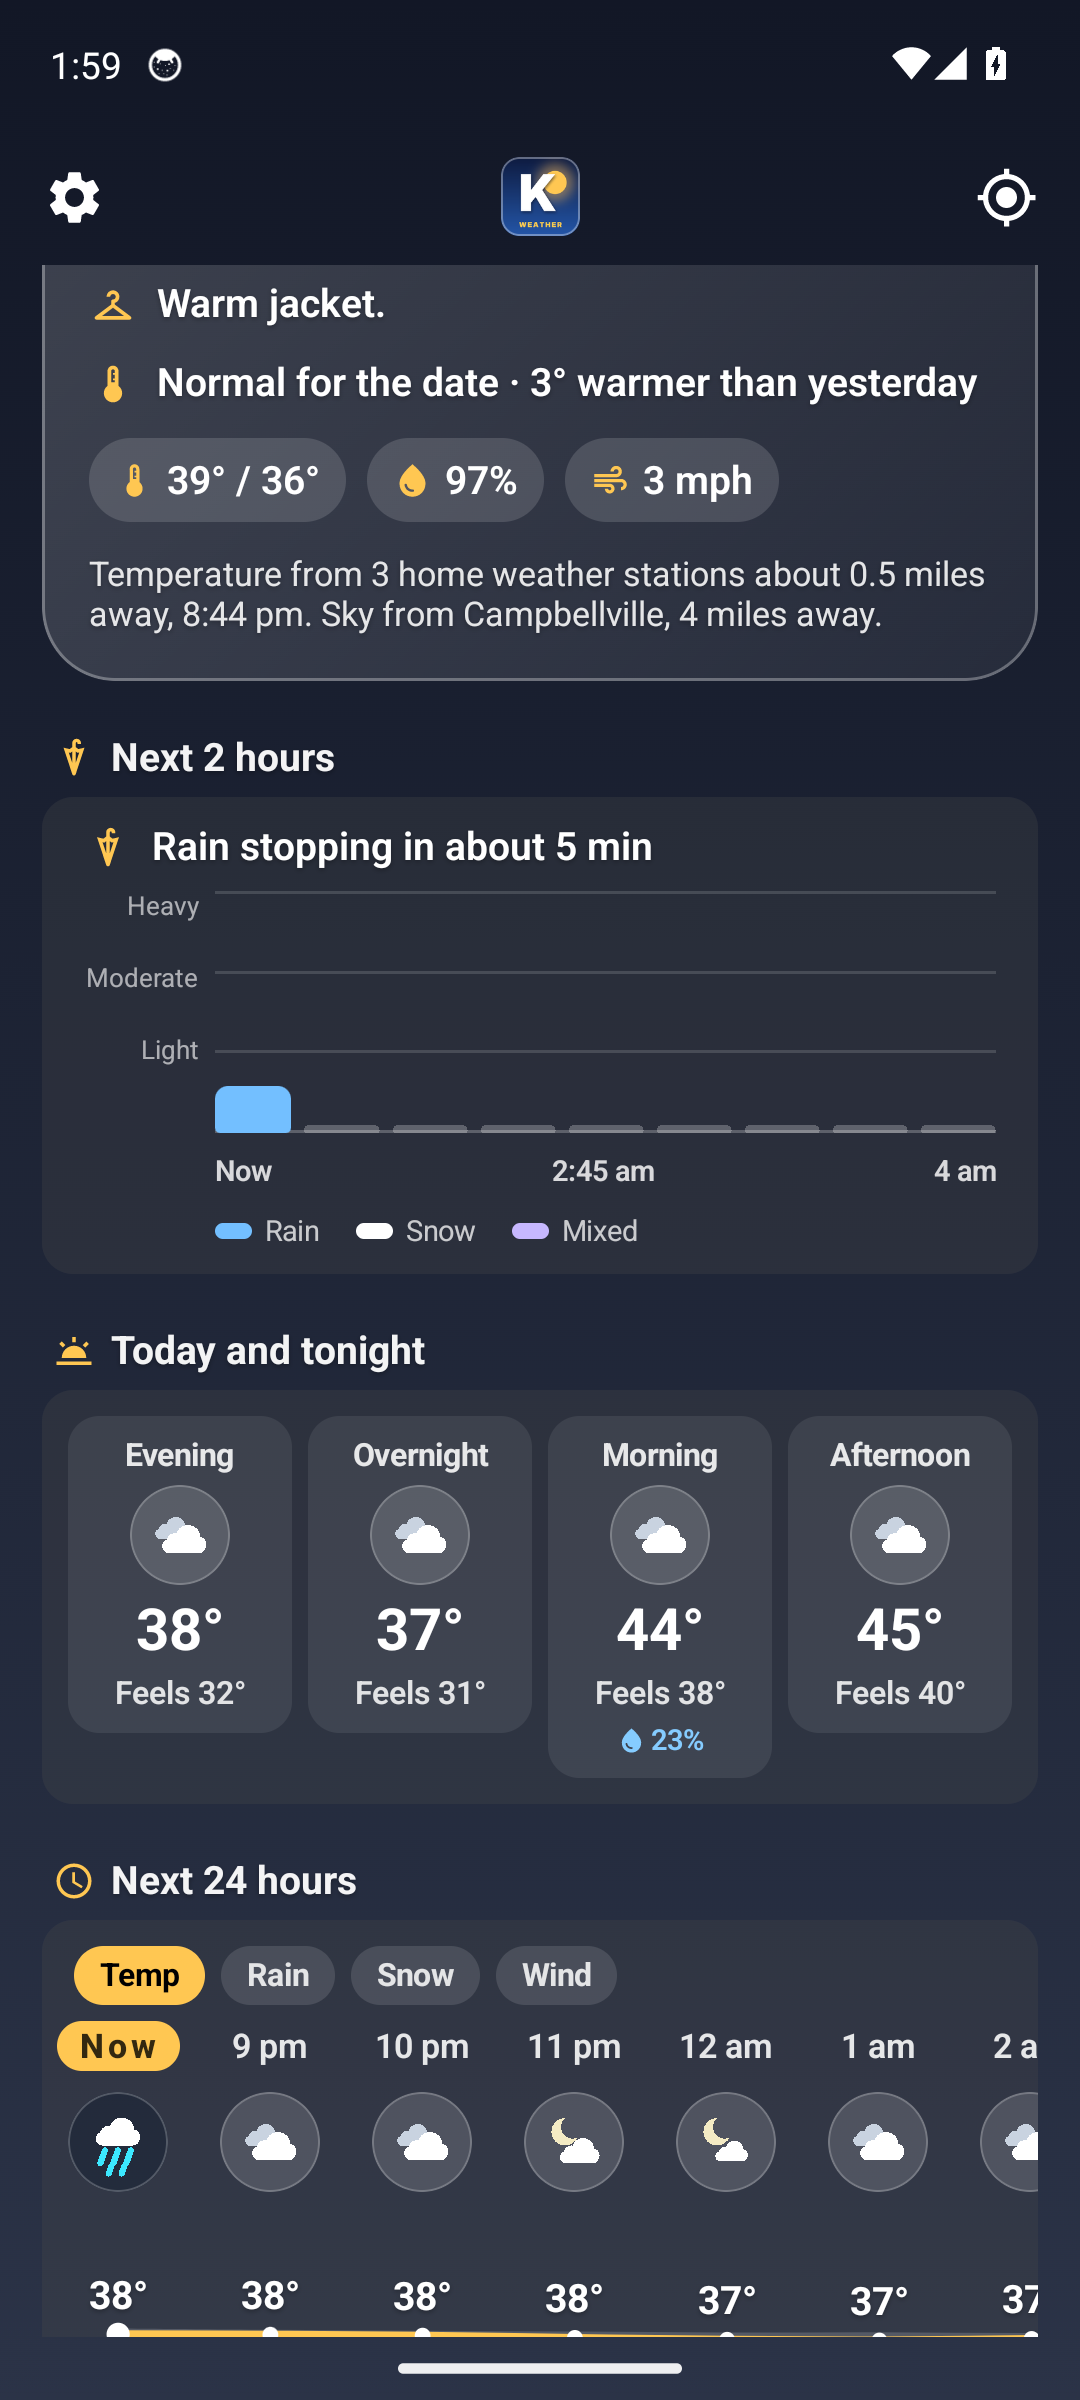 1:59
K
WEATHER
Warm jacket.
Normal for the date · 3° warmer than yesterday
39° / 36°
97%
3 mph
Temperature from 3 home weather stations about 0.5 miles
away, 8:44 pm. Sky from Campbellville, 4 miles away.
Next 2 hours
Rain stopping in about 5 min
Heavy
Moderate
Light
Now 2:45 am 4 am
Rain Snow Mixed
Today and tonight
Evening Overnight Morning Afternoon
38° 37° 44° 45°
Feels 32° Feels 31° Feels 38° Feels 40°
23%
Next 24 hours
Temp Rain Snow Wind
Now 9 pm 10 pm 11 pm 12 am 1 am 2 a
38° 38° 38° 38° 37° 37° 37